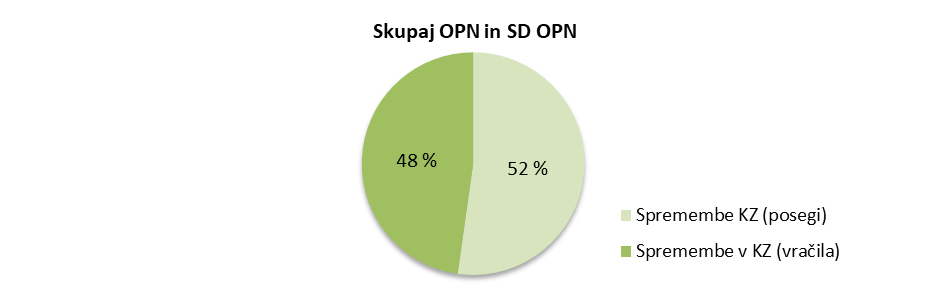 Skupaj OPN in SD OPN
48 %
52 %
Spremembe KZ (posegi)
Spremembe v KZ (vračila)